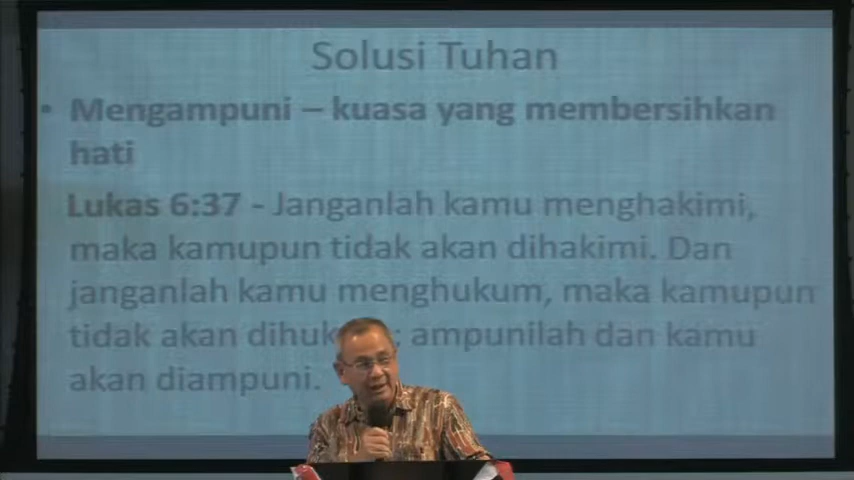 Solusi Tuhan
• Mengampuni – kuasa yang membersihkan
hati
Lukas 6:37 - Janganlah kamu menghakimi,
maka kamupun tidak akan dihakimi. Dan
janganlah kamu menghukum, maka kamupun
tidak akan dihuk ; ampunilah dan kamu
akan diampuni.